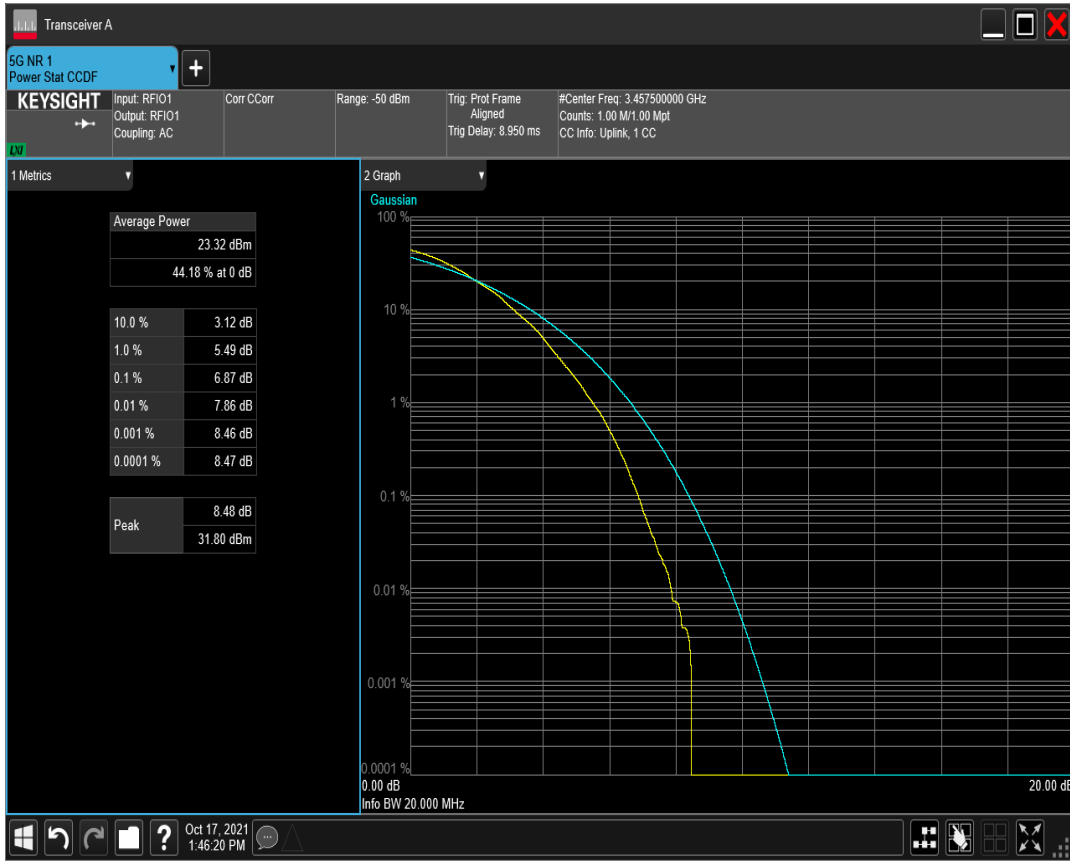 Transceiver A
5G NR 1
Power Stat CCDF
KEYSIGHT
LXI
Input: RFIO1
Output: RFIO1
Coupling: AC
Corr CCorr
Range: -50 dBm
Trig: Prot Frame
Aligned
Trig Delay: 8.950 ms
#Center Freq: 3.457500000 GHz
Counts: 1.00 M/1.00 Mpt
CC Info: Uplink, 1 CC
1 Metrics
Average Power
23.32 dBm
44.18 % at 0 dB
10.0 % 3.12 dB
1.0 % 5.49 dB
0.1 % 6.87 dB
0.01 % 7.86 dB
0.001 % 8.46 dB
0.0001 % 8.47 dB
Peak
8.48 dB
31.80 dBm
2 Graph
Gaussian
100 %
10 %
1 %
0.1 %
0.01 %
0.001 %
0.0001 %
0.00 dB 20.00 dB
Info BW 20.000 MHz
?
Oct 17, 2021
1:46:20 PM